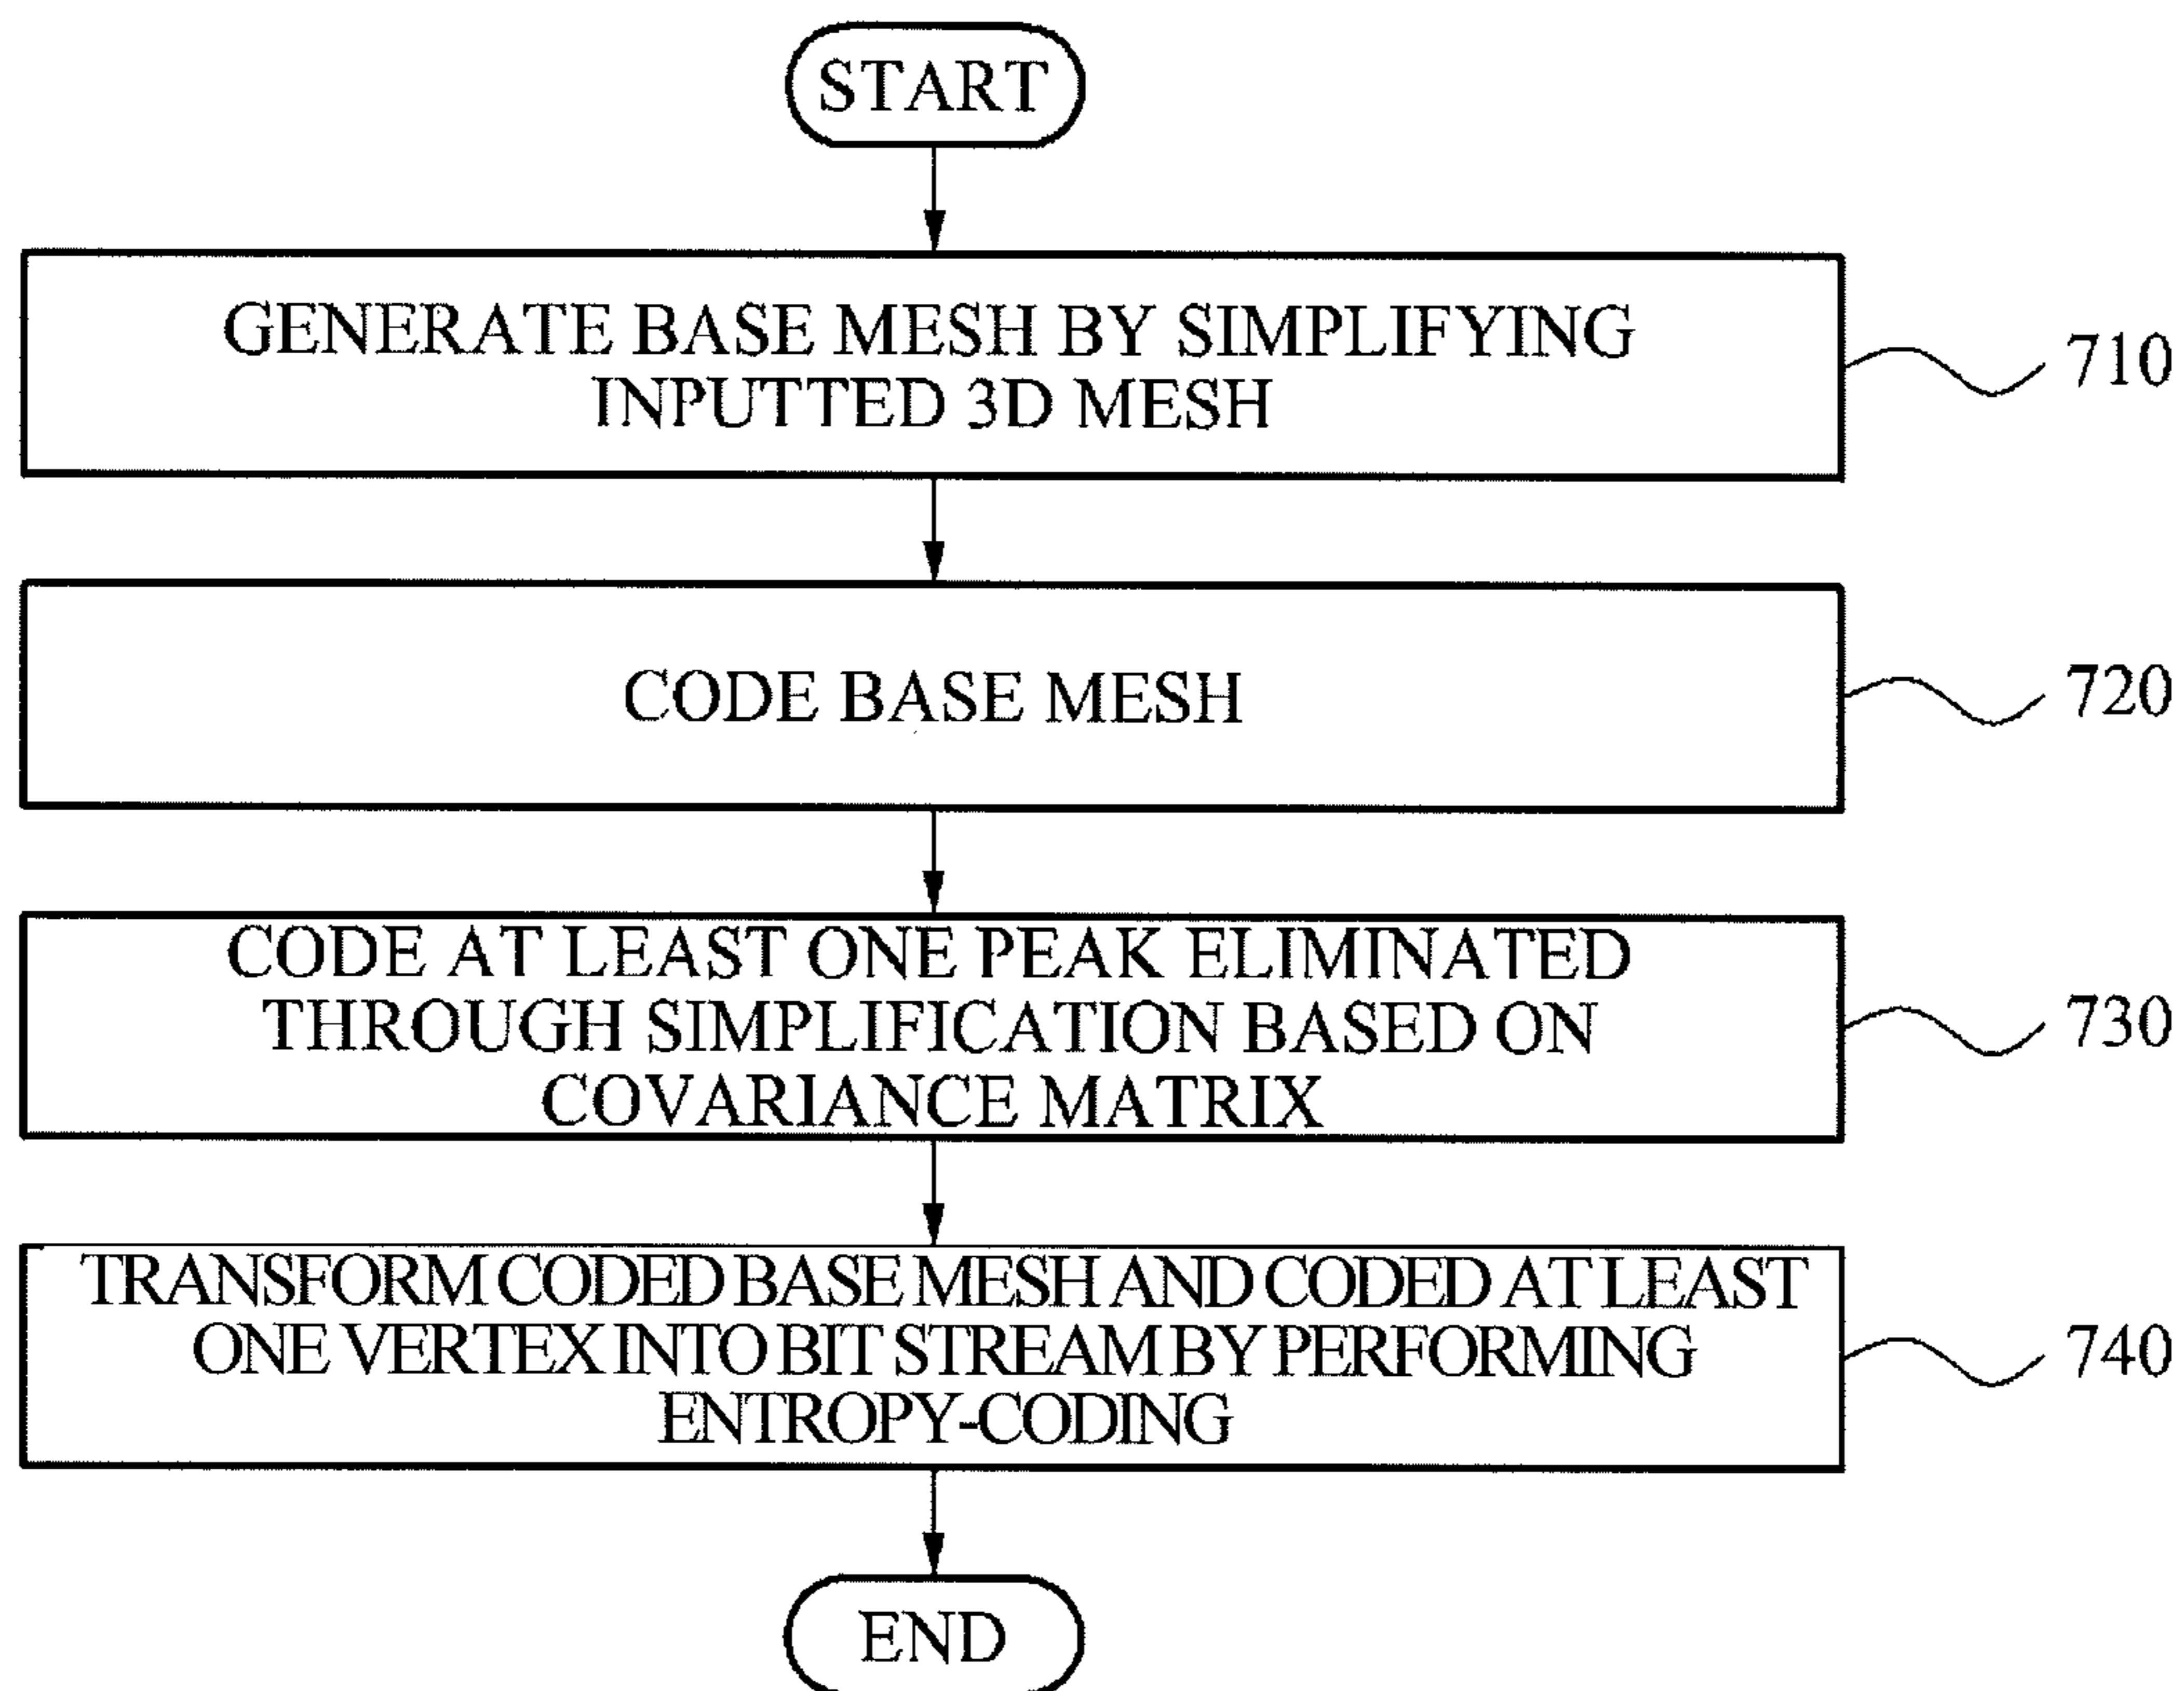 START
GENERATE BASE MESH BY SIMPLIFYING
INPUTTED 3D MESH
710
CODE BASE MESH
720
CODE AT LEAST ONE PEAK ELIMINATED
THROUGH SIMPLIFICATION BASED ON
COVARIANCE MATRIX
730
TRANSFORM CODED BASE MESH AND CODED AT LEAST
ONE VERTEX INTO BIT STREAM BY PERFORMING
ENTROPY-CODING
740
END